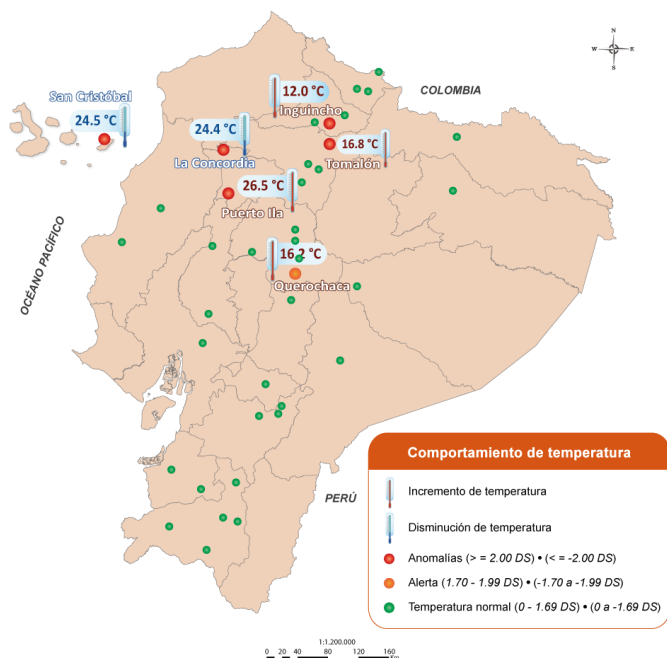 N
W E
S
COLOMBIA
San Cristóbal
24.5 °C
12.0 °C
Inguincho
24.4 °C
La Concordia
16.8 °C
Tomalón
26.5 °C
Puerto Ila
OCÉANO PACÍFICO
16.2 °C
Querochaca
PERÚ
Comportamiento de temperatura
Incremento de temperatura
Disminución de temperatura
Anomalías (> = 2.00 DS) • (< = -2.00 DS)
Alerta (1.70 - 1.99 DS) • (-1.70 a -1.99 DS)
Temperatura normal (0 - 1.69 DS) • (0 a -1.69 DS)
1:1.200.000
0 20 40 80 120 160
Km